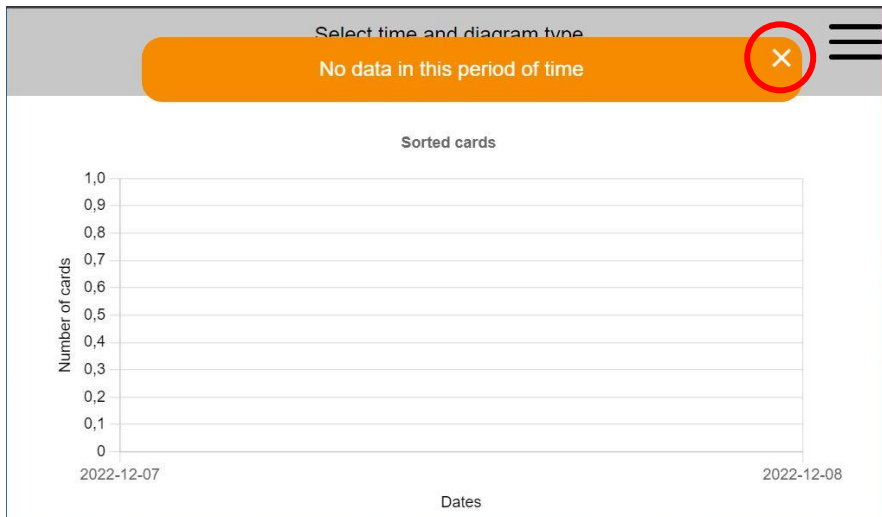 Select time and diagram type
No data in this period of time
Sorted cards
1,0
0,9
0,8
0,7
0,6
0,5
0,4
0,3
0,2
0,1
0
Number of cards
2022-12-07
2022-12-08
Dates